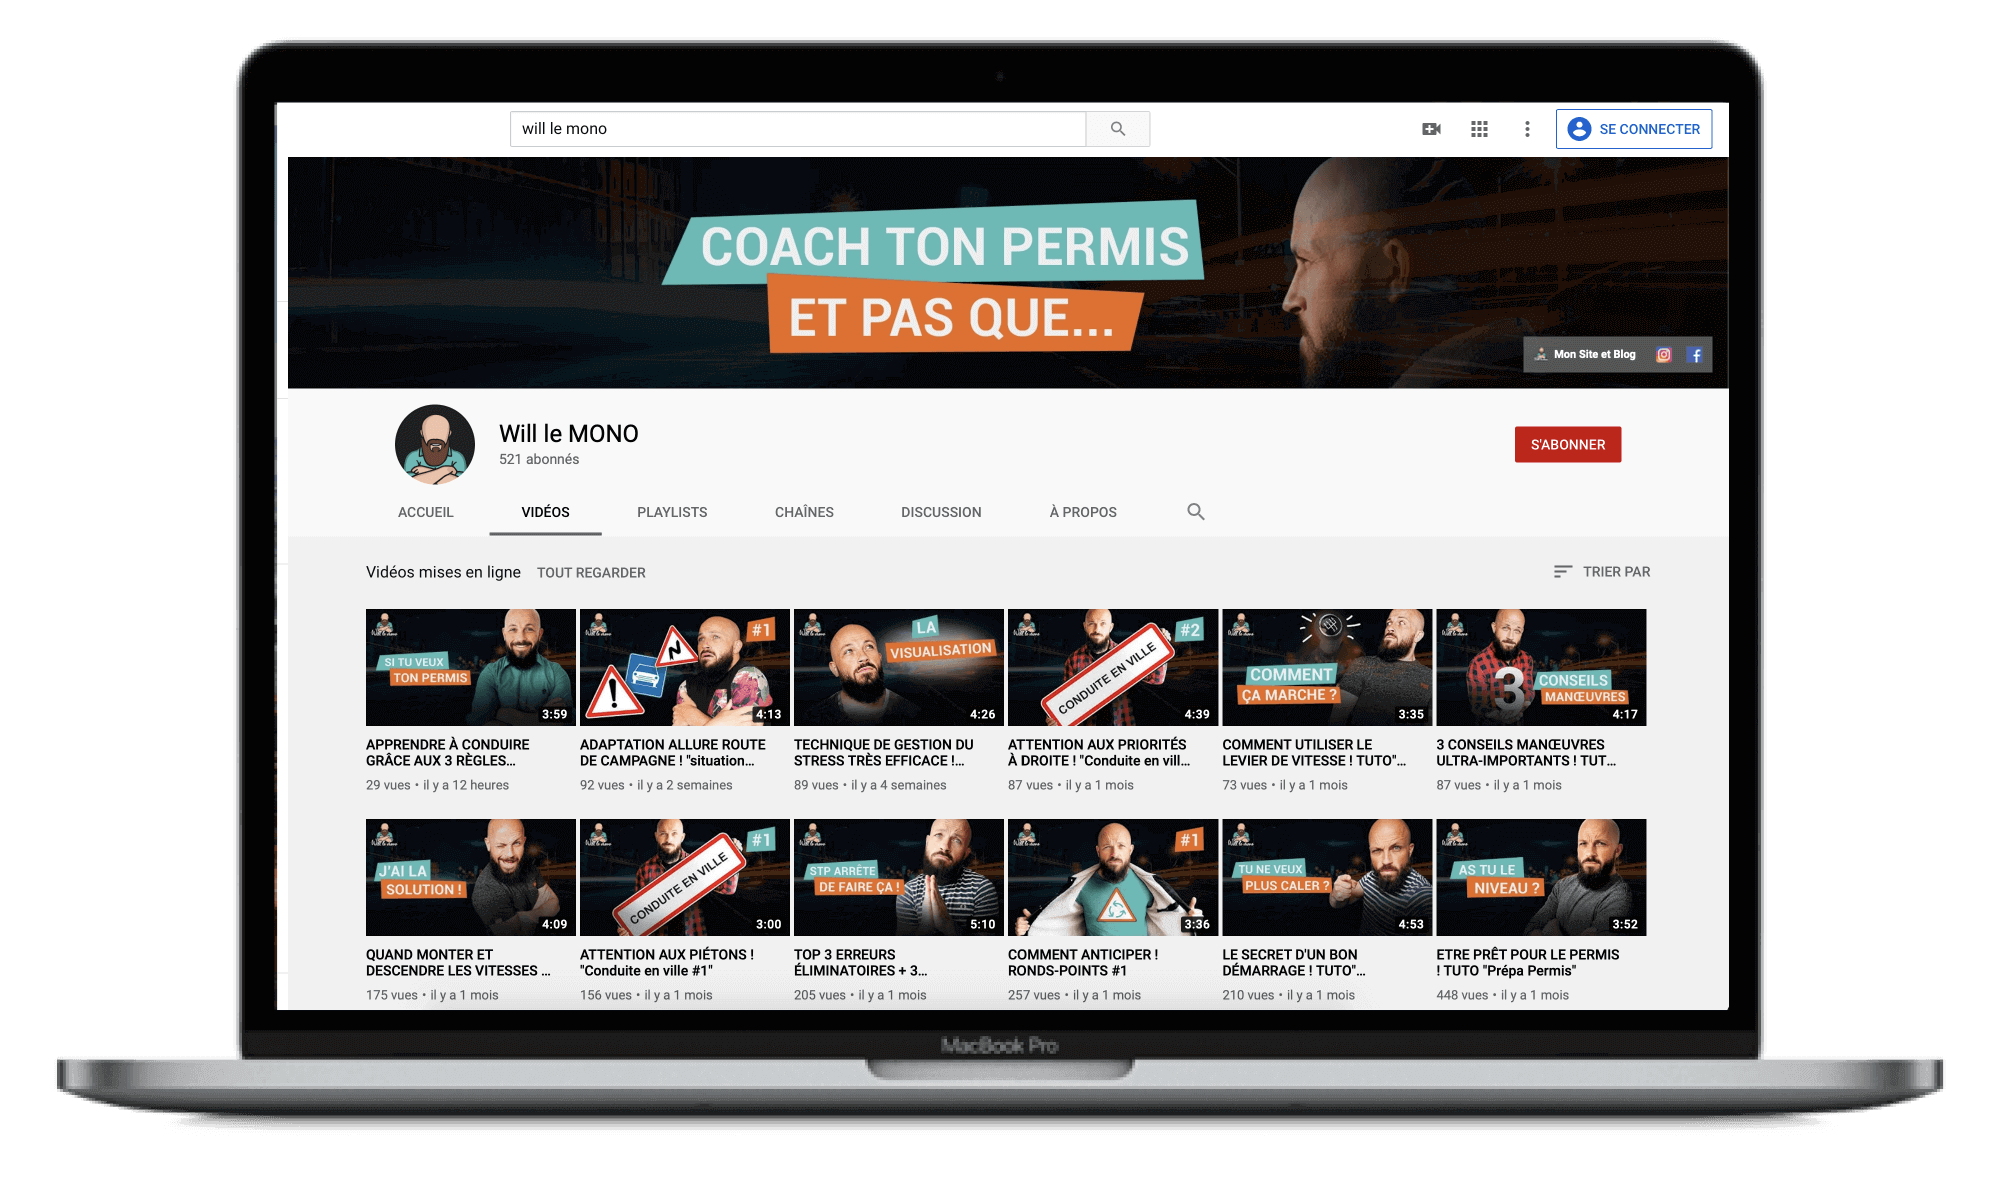 will le mono
SE CONNECTER
COACH TON PERMIS
ET PAS QUE...
Mon Site et Blog
Will le MONO
521 abonnés
S'ABONNER
ACCUEIL
VIDÉOS
PLAYLISTS
CHAÎNES
DISCUSSION
À PROPOS
Vidéos mises en ligne
TOUT REGARDER
TRIER PAR
SI TU VEUX
TON PERMIS
3:59
APPRENDRE À CONDUIRE
GRÂCE AUX 3 RÈGLES...
29 vues • il y a 12 heures
#1
4:13
ADAPTATION ALLURE ROUTE
DE CAMPAGNE ! "situation...
92 vues • il y a 2 semaines
LA
VISUALISATION
4:26
TECHNIQUE DE GESTION DU
STRESS TRÈS EFFICACE !...
89 vues • il y a 4 semaines
#2
CONDUITE EN VILLE
4:39
ATTENTION AUX PRIORITÉS
À DROITE ! "Conduite en vill...
87 vues • il y a 1 mois
COMMENT
ÇA MARCHE ?
3:35
COMMENT UTILISER LE
LEVIER DE VITESSE ! TUTO"...
73 vues • il y a 1 mois
3
CONSEILS
MANŒUVRES
4:17
3 CONSEILS MANŒUVRES
ULTRA-IMPORTANTS ! TUT...
87 vues • il y a 1 mois
J'AI LA
SOLUTION !
4:09
QUAND MONTER ET
DESCENDRE LES VITESSES ...
175 vues • il y a 1 mois
#1
CONDUITE EN VILLE
3:00
ATTENTION AUX PIÉTONS !
"Conduite en ville #1"
156 vues • il y a 1 mois
STP ARRÊTE
DE FAIRE ÇA !
5:10
TOP 3 ERREURS
ÉLIMINATOIRES + 3...
205 vues • il y a 1 mois
#1
3:36
COMMENT ANTICIPER !
RONDS-POINTS #1
257 vues • il y a 1 mois
TU NE VEUX
PLUS CALER ?
4:53
LE SECRET D'UN BON
DÉMARRAGE ! TUTO"...
210 vues • il y a 1 mois
AS TU LE
NIVEAU ?
3:52
ETRE PRÊT POUR LE PERMIS
! TUTO "Prépa Permis"
448 vues • il y a 1 mois
MacBook Pro